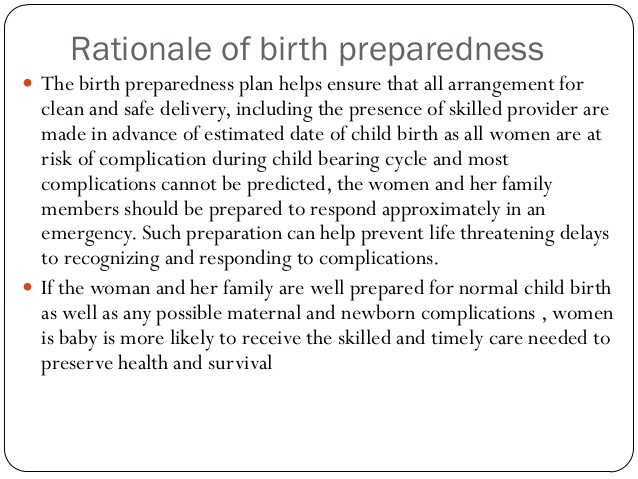 Rationale of birth preparedness
• The birth preparedness plan helps ensure that all arrangement for
clean and safe delivery, including the presence of skilled provider are
made in advance of estimated date of child birth as all women are at
risk of complication during child bearing cycle and most
complications cannot be predicted, the women and her family
members should be prepared to respond approximately in an
emergency. Such preparation can help prevent life threatening delays
to recognizing and responding to complications.
• If the woman and her family are well prepared for normal child birth
as well as any possible maternal and newborn complications , women
is baby is more likely to receive the skilled and timely care needed to
preserve health and survival